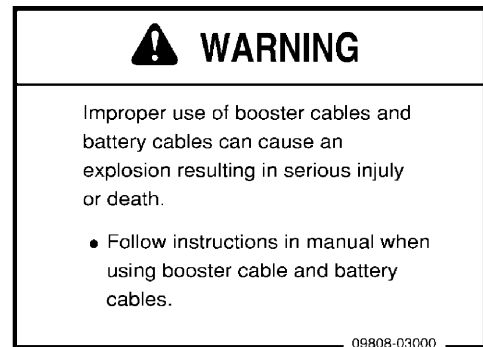 WARNING
Improper use of booster cables and
battery cables can cause an
explosion resulting in serious injuly
or death.
• Follow instructions in manual when
using booster cable and battery
cables.
09808-03000